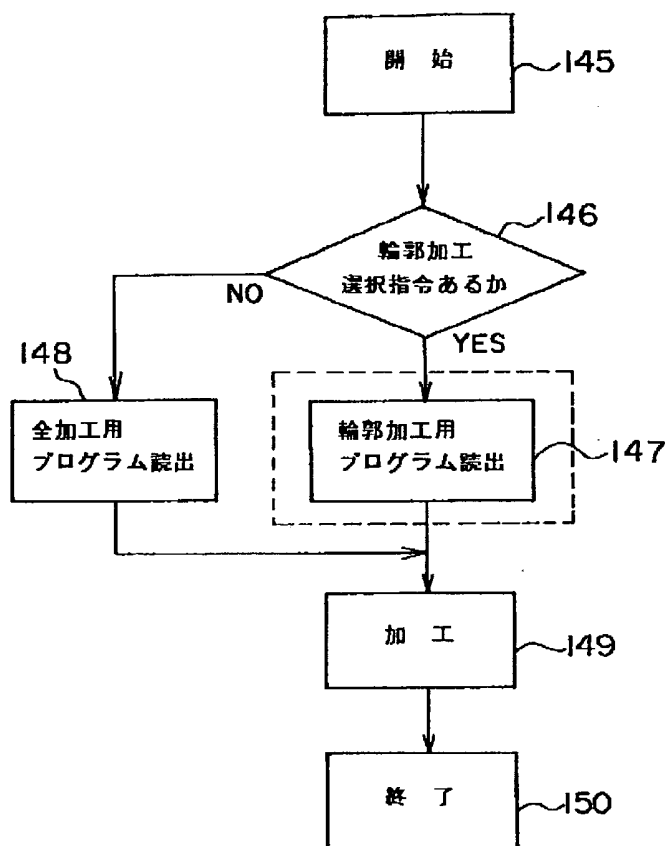 開 始
145
146
輪郭加工
選択指令あるか
NO
YES
148
全加工用
プログラム読出
輪郭加工用
プログラム読出
147
加 工
149
終 了
150